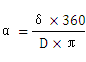 α = δ × 360 / D × π